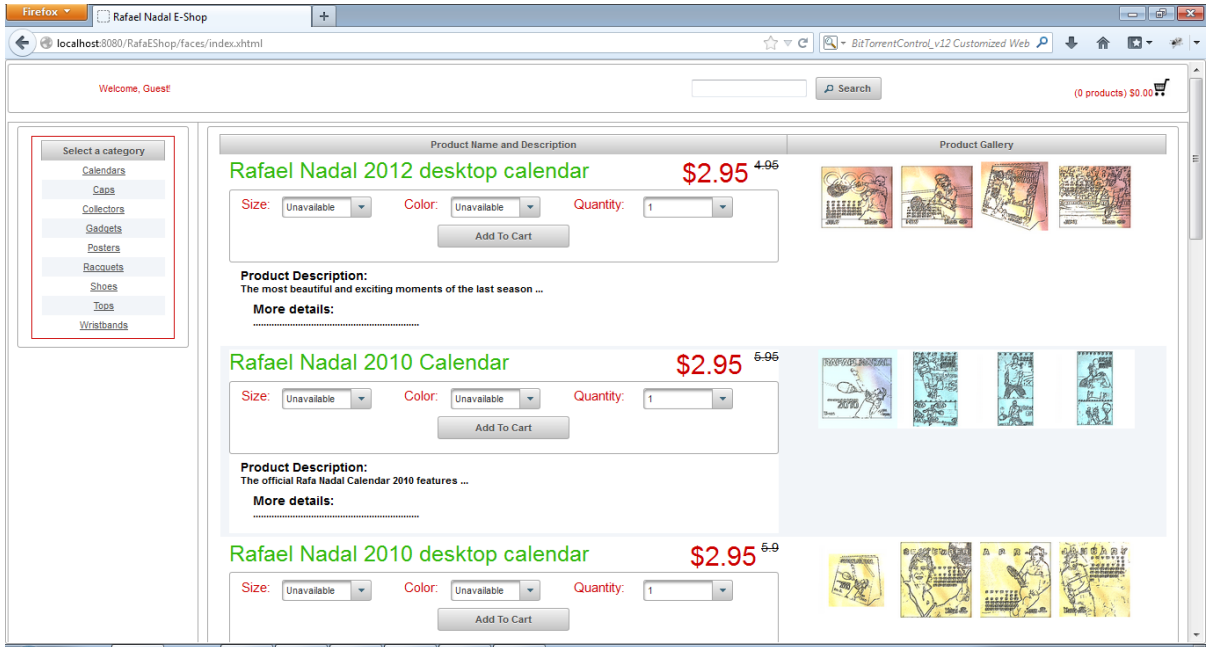 Firefox
Rafael Nadal E-Shop
localhost:8080/RafaEShop/faces/index.xhtml
BitTorrentControl_v12 Customized Web
Welcome, Guest!
Search
(0 products) $0.00
Select a category
Calendars
Caps
Collectors
Gadgets
Posters
Racquets
Shoes
Tops
Wristbands
Product Name and Description
Product Gallery
Rafael Nadal 2012 desktop calendar
$2.95 4.95
Size: Unavailable Color: Unavailable Quantity: 1
Add To Cart
Product Description:
The most beautiful and exciting moments of the last season ...
More details:
...............................................................
Rafael Nadal 2010 Calendar
$2.95 5.95
Size: Unavailable Color: Unavailable Quantity: 1
Add To Cart
Product Description:
The official Rafa Nadal Calendar 2010 features ...
More details:
...............................................................
RAFAEL NADAL
2010
Rafael Nadal 2010 desktop calendar
$2.95 5.9
Size: Unavailable Color: Unavailable Quantity: 1
Add To Cart